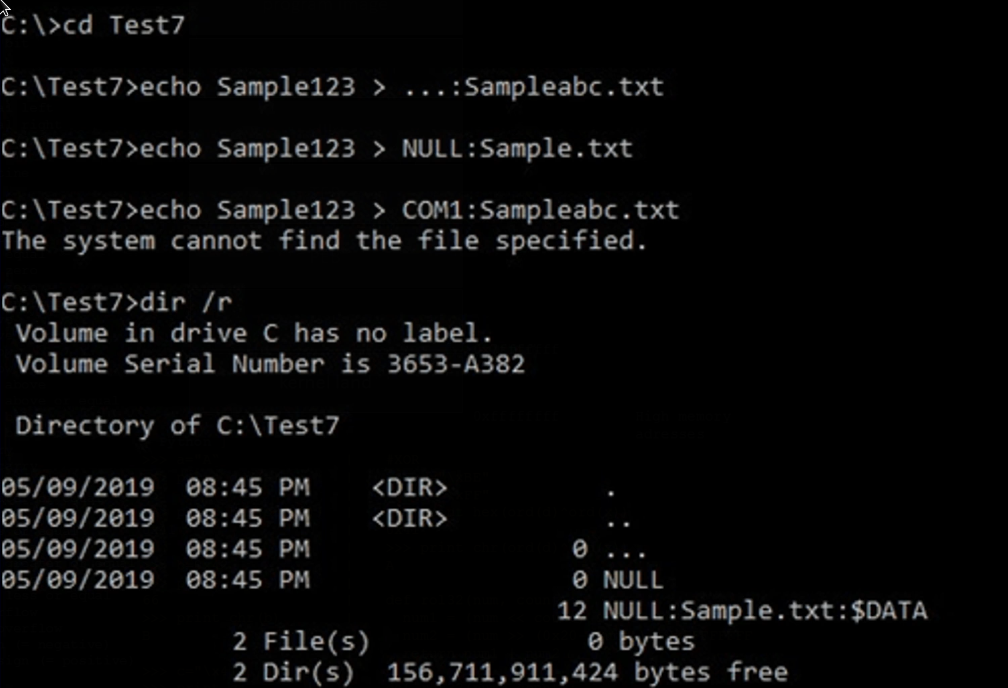 C:\>cd Test7
C:\Test7>echo Sample123 > ...:Sampleabc.txt
C:\Test7>echo Sample123 > NULL:Sample.txt
C:\Test7>echo Sample123 > COM1:Sampleabc.txt
The system cannot find the file specified.
C:\Test7>dir /r
Volume in drive C has no label.
Volume Serial Number is 3653-A382
Directory of C:\Test7
05/09/2019  08:45 PM    <DIR>          .
05/09/2019  08:45 PM    <DIR>          ..
05/09/2019  08:45 PM                 0 ...
05/09/2019  08:45 PM                 0 NULL
12 NULL:Sample.txt:$DATA
2 File(s)              0 bytes
2 Dir(s)  156,711,911,424 bytes free